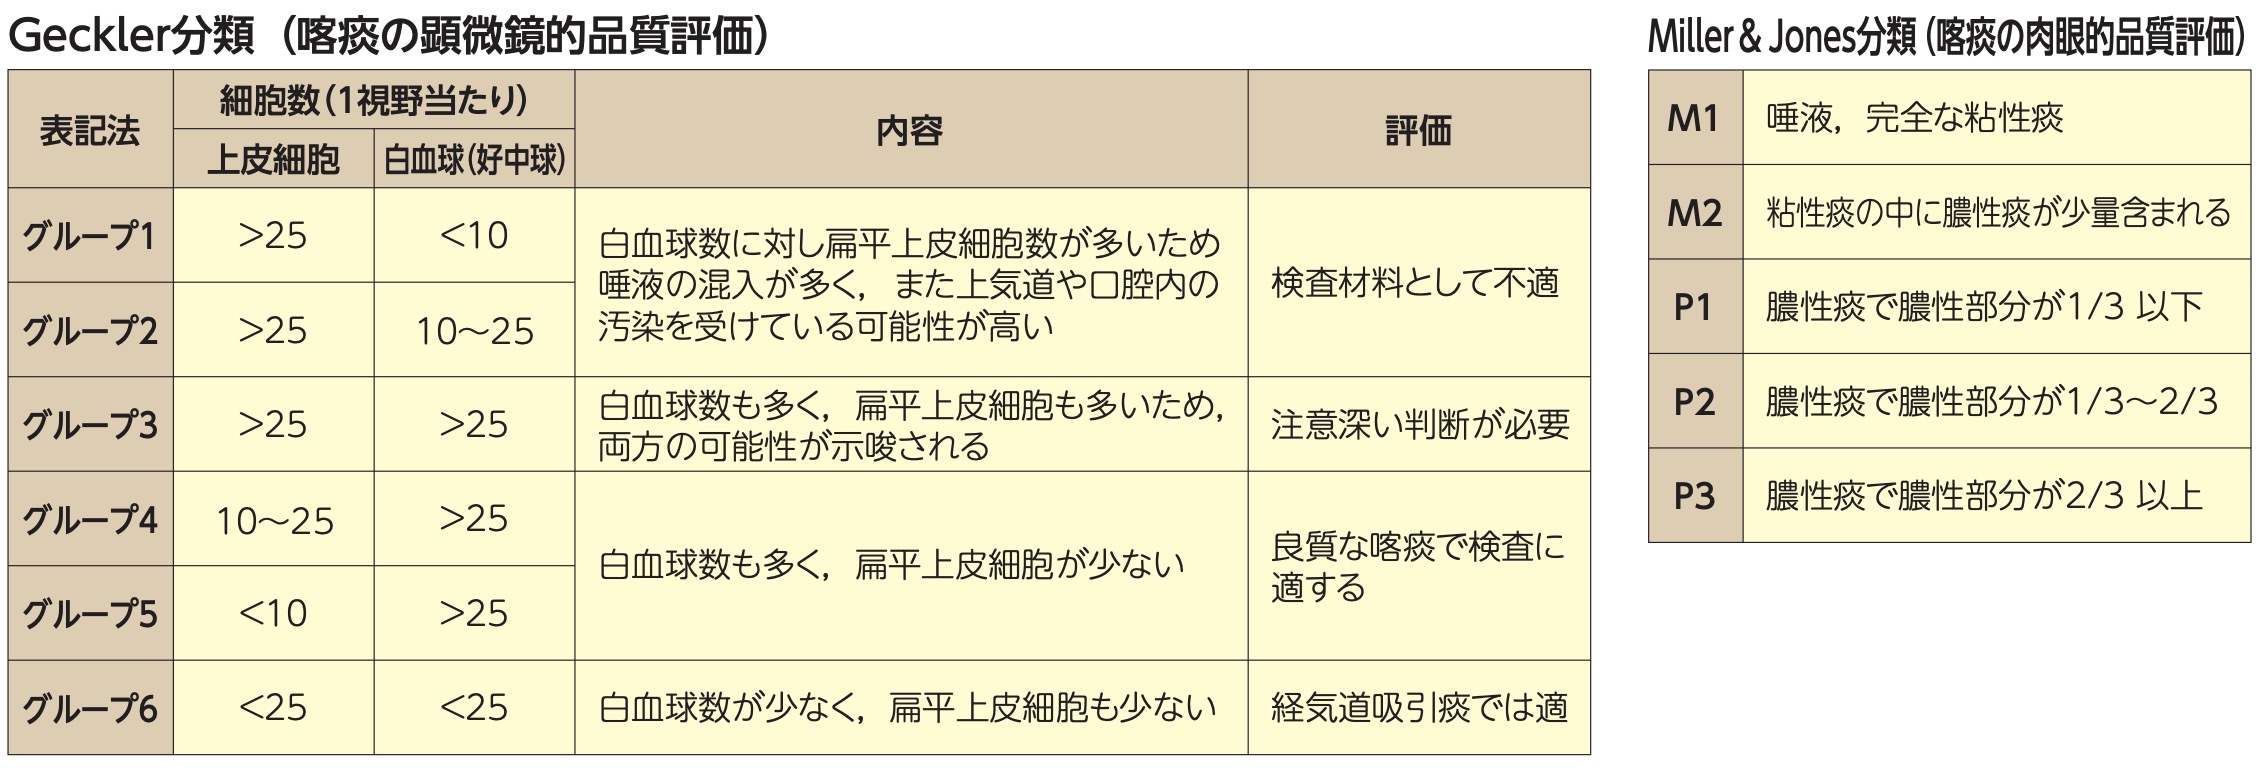 Geckler分類（喀痰の顕微鏡的品質評価）
表記法
細胞数（1視野当たり）
上皮細胞
白血球（好中球）
内容
評価
グループ1
>25
<10
グループ2
>25
10〜25
白血球数に対し扁平上皮細胞数が多いため
唾液の混入が多く，また上気道や口腔内の
汚染を受けている可能性が高い
検査材料として不適
グループ3
>25
>25
白血球数も多く，扁平上皮細胞も多いため，
両方の可能性が示唆される
注意深い判断が必要
グループ4
10〜25
>25
グループ5
<10
>25
白血球数も多く，扁平上皮細胞が少ない
良質な喀痰で検査に
適する
グループ6
<25
<25
白血球数が少なく，扁平上皮細胞も少ない
経気道吸引痰では適
Miller＆Jones分類（喀痰の肉眼的品質評価）
M1
唾液，完全な粘性痰
M2
粘性痰の中に膿性痰が少量含まれる
P1
膿性痰で膿性部分が1/3 以下
P2
膿性痰で膿性部分が1/3〜2/3
P3
膿性痰で膿性部分が2/3 以上